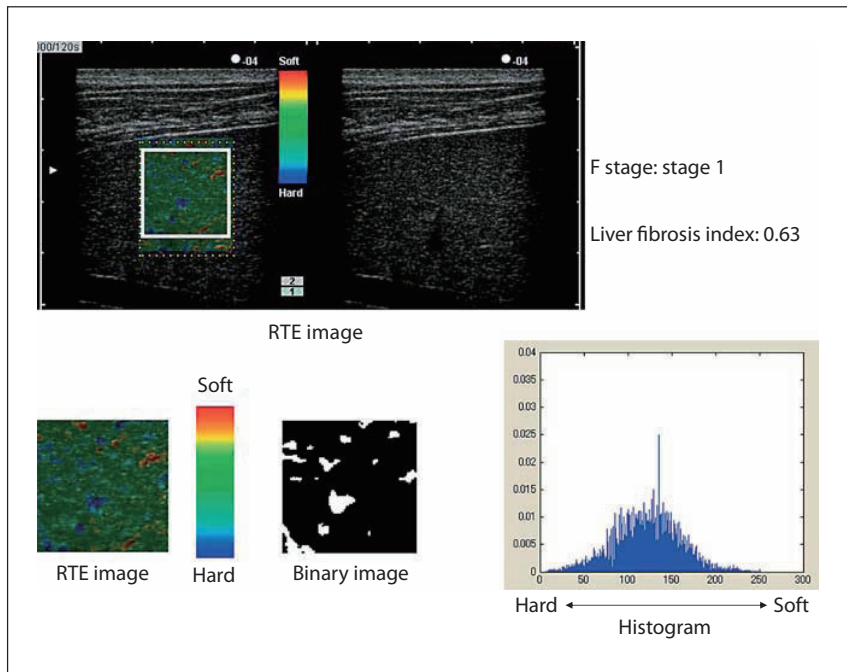 000/120s
-04
-04
Soft
Hard
2
1
F stage: stage 1
Liver fibrosis index: 0.63
RTE image
Soft
Hard
RTE image
Binary image
0.04
0.035
0.03
0.025
0.02
0.015
0.01
0.005
0
0 50 100 150 200 250 300
Hard Soft
Histogram